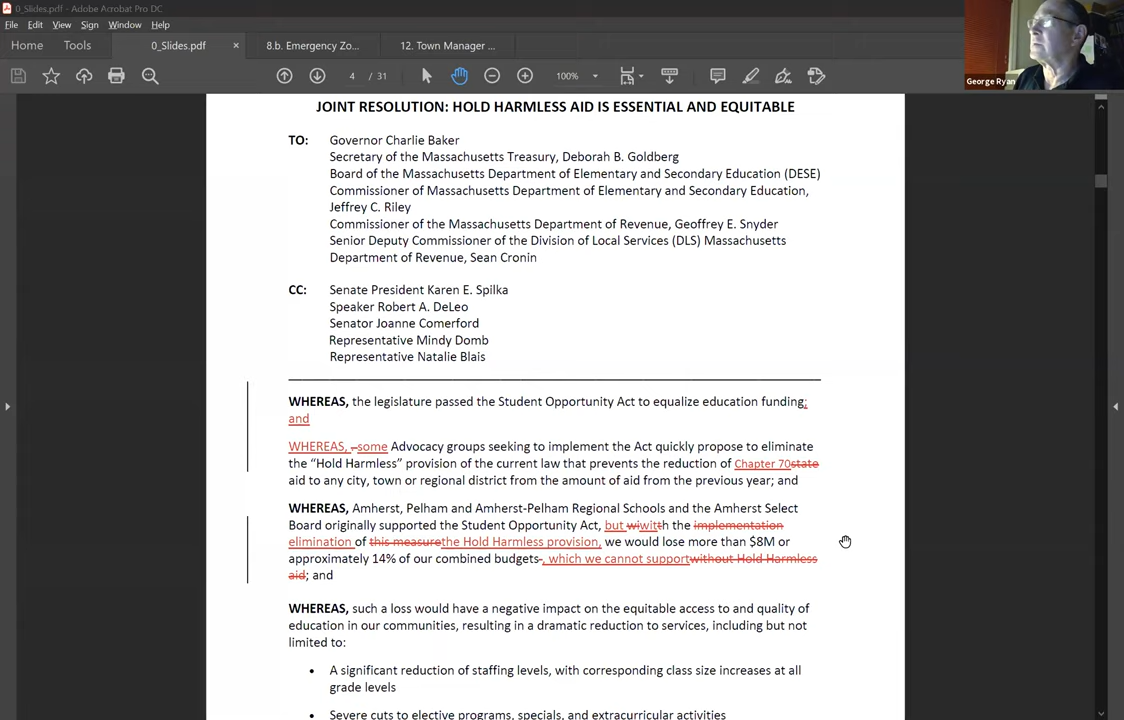 0_Slides.pdf - Adobe Acrobat Pro DC
File Edit View Sign Window Help
Home Tools 0_Slides.pdf × 8.b. Emergency Zo... 12. Town Manager ...
4 / 31 100%
George Ryan
JOINT RESOLUTION: HOLD HARMLESS AID IS ESSENTIAL AND EQUITABLE
TO: Governor Charlie Baker
Secretary of the Massachusetts Treasury, Deborah B. Goldberg
Board of the Massachusetts Department of Elementary and Secondary Education (DESE)
Commissioner of Massachusetts Department of Elementary and Secondary Education,
Jeffrey C. Riley
Commissioner of the Massachusetts Department of Revenue, Geoffrey E. Snyder
Senior Deputy Commissioner of the Division of Local Services (DLS) Massachusetts
Department of Revenue, Sean Cronin
CC: Senate President Karen E. Spilka
Speaker Robert A. DeLeo
Senator Joanne Comerford
Representative Mindy Domb
Representative Natalie Blais
WHEREAS, the legislature passed the Student Opportunity Act to equalize education funding;
and
WHEREAS, some Advocacy groups seeking to implement the Act quickly propose to eliminate
the “Hold Harmless” provision of the current law that prevents the reduction of Chapter 70state
aid to any city, town or regional district from the amount of aid from the previous year; and
WHEREAS, Amherst, Pelham and Amherst-Pelham Regional Schools and the Amherst Select
Board originally supported the Student Opportunity Act, but wiwith the implementation
elimination of this measurethe Hold Harmless provision, we would lose more than $8M or
approximately 14% of our combined budgets , which we cannot supportwithout Hold Harmless
aid; and
WHEREAS, such a loss would have a negative impact on the equitable access to and quality of
education in our communities, resulting in a dramatic reduction to services, including but not
limited to:
• A significant reduction of staffing levels, with corresponding class size increases at all
grade levels
• Severe cuts to elective programs, specials, and extracurricular activities